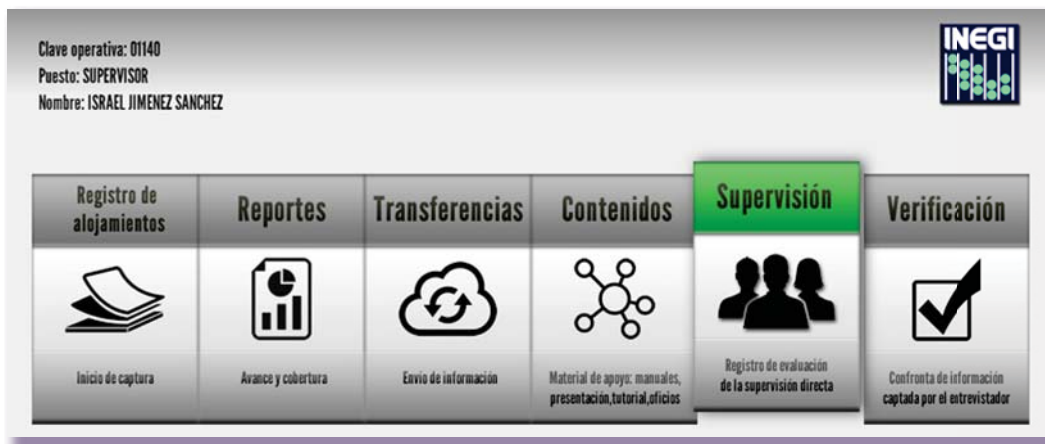 Clave operativa: 01140
Puesto: SUPERVISOR
Nombre: ISRAEL JIMENEZ SANCHEZ
INEGI
Registro de
alojamientos
Reportes
Transferencias
Contenidos
Supervisión
Verificación
Inicio de captura
Avance y cobertura
Envío de información
Material de apoyo: manuales,
presentación,tutorial,oficios
Registro de evaluación
de la supervisión directa
Confronta de información
captada por el entrevistador